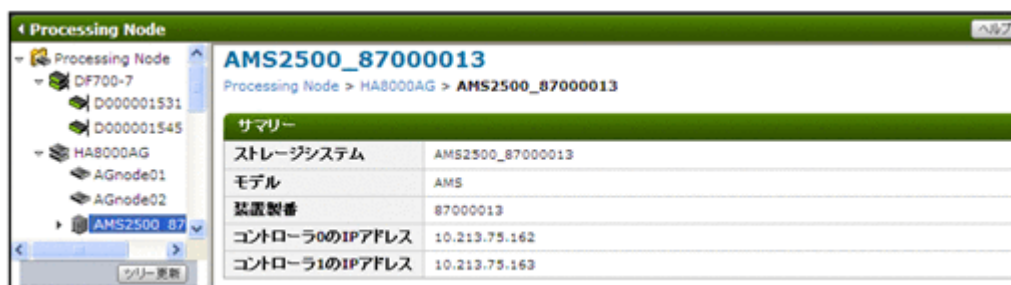 Processing Node
ヘルプ
Processing Node
DF700-7
D000001531
D000001545
HA8000AG
AGnode01
AGnode02
AMS2500_87
ツリー更新
AMS2500_87000013
Processing Node > HA8000AG > AMS2500_87000013
サマリー
ストレージシステム AMS2500_87000013
モデル AMS
装置製番 87000013
コントローラ0のIPアドレス 10.213.75.162
コントローラ1のIPアドレス 10.213.75.163